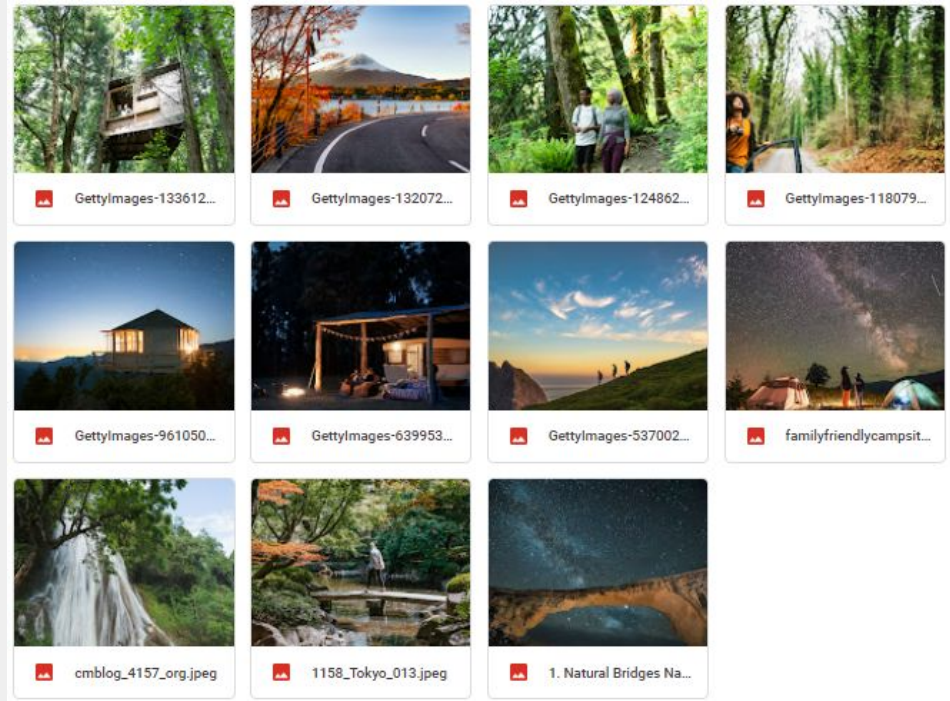 GettyImages-133612...
GettyImages-132072...
GettyImages-124862...
GettyImages-118079...
GettyImages-961050...
GettyImages-639953...
GettyImages-537002...
familyfriendlycampsit...
cmblog_4157_org.jpeg
1158_Tokyo_013.jpeg
1. Natural Bridges Na...